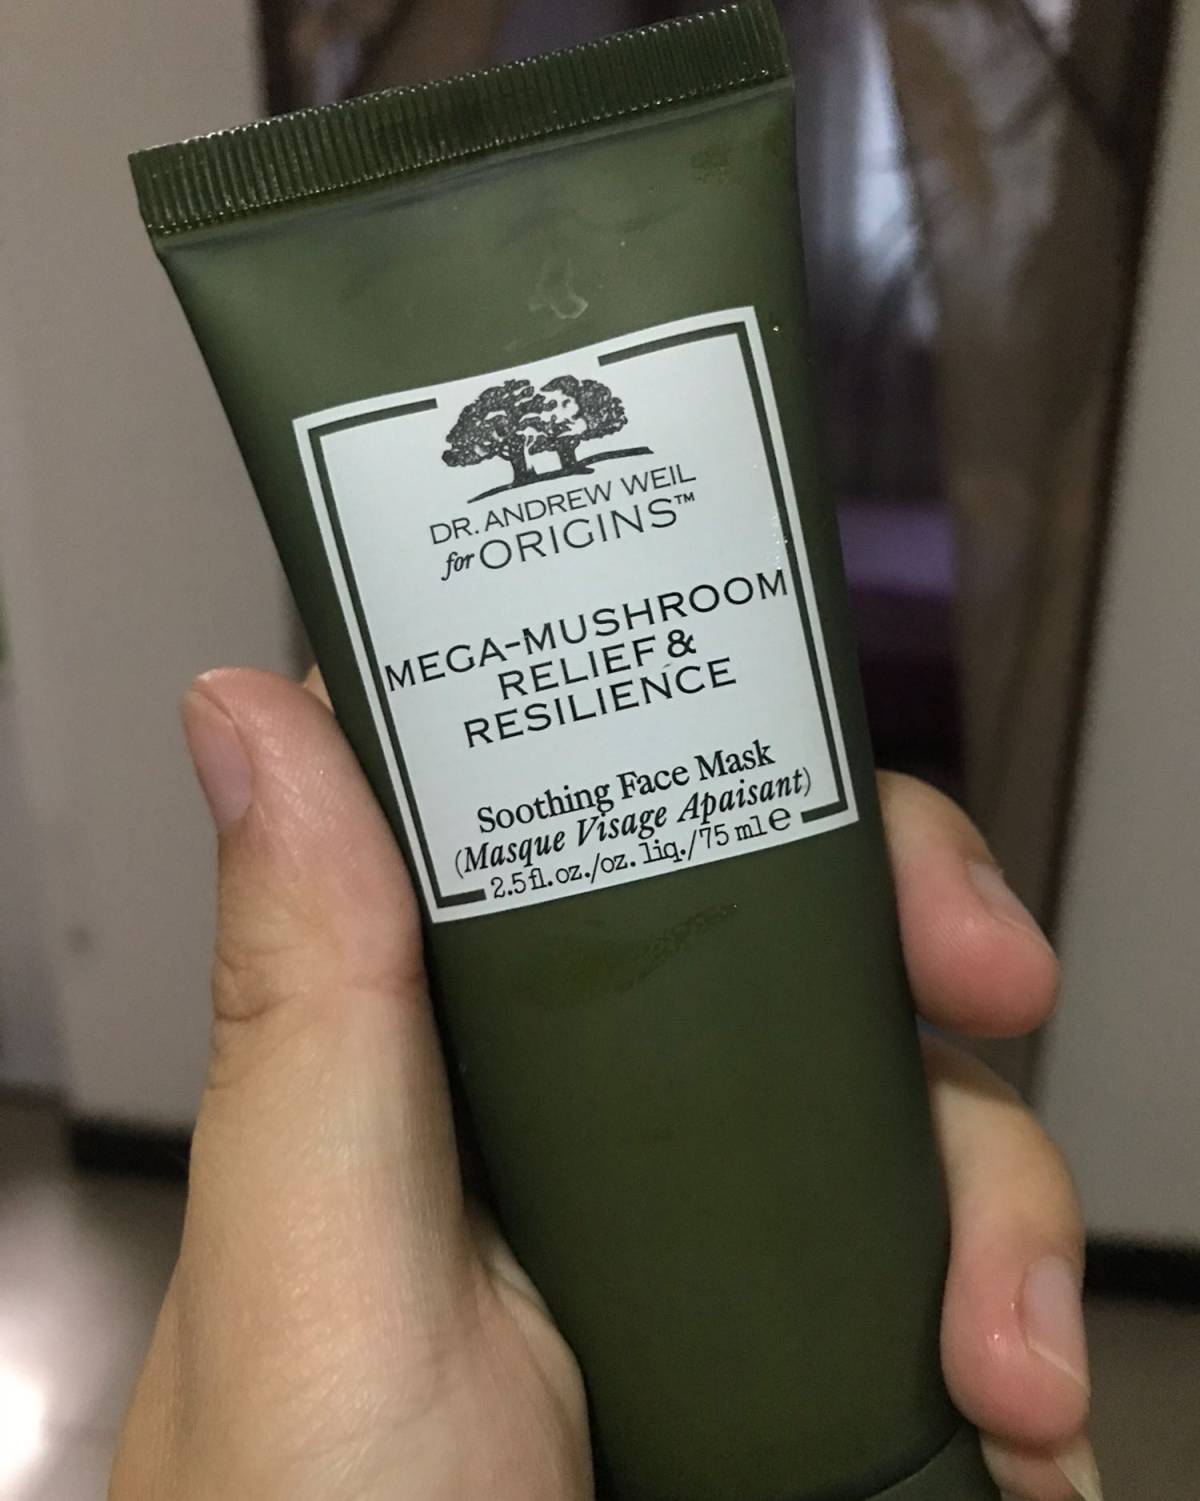 DR. ANDREW WEIL
for ORIGINS™
MEGA-MUSHROOM
RELIEF &
RESILIENCE
Soothing Face Mask
(Masque Visage Apaisant)
2.5 fl. oz./oz. liq./75 ml e